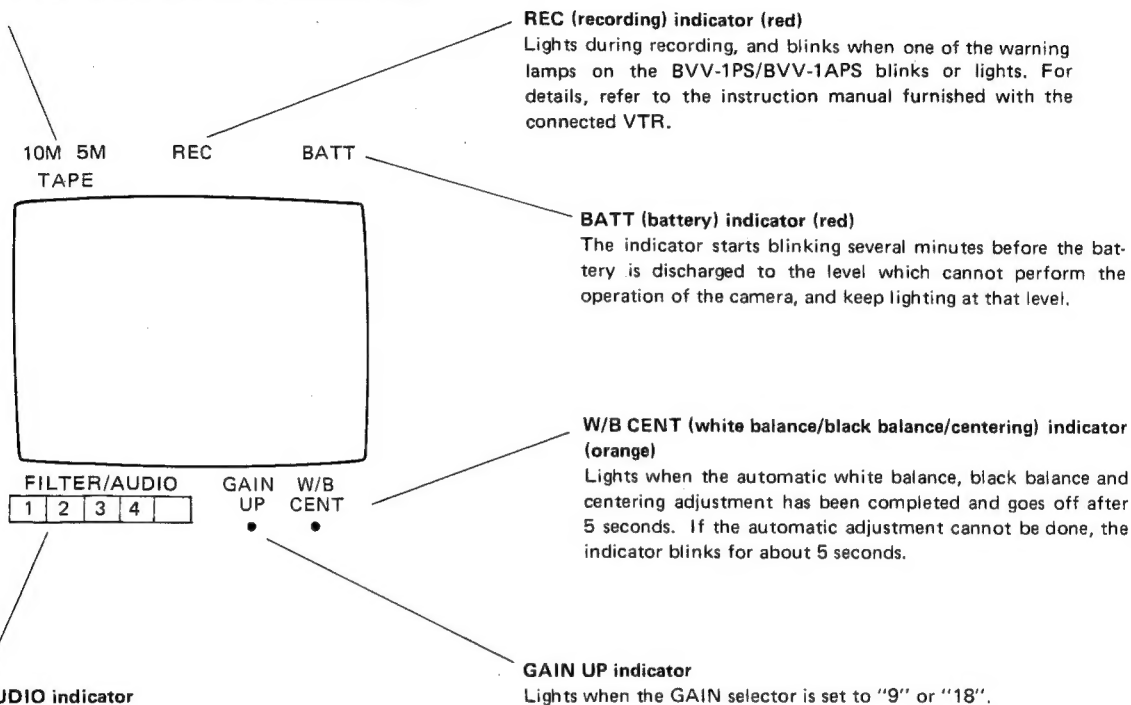 REC (recording) indicator (red)
Lights during recording, and blinks when one of the warning
lamps on the BVV-1PS/BVV-1APS blinks or lights. For
details, refer to the instruction manual furnished with the
connected VTR.
10M 5M REC BATT
TAPE
BATT (battery) indicator (red)
The indicator starts blinking several minutes before the bat-
tery is discharged to the level which cannot perform the
operation of the camera, and keep lighting at that level.
W/B CENT (white balance/black balance/centering) indicator
(orange)
Lights when the automatic white balance, black balance and
centering adjustment has been completed and goes off after
5 seconds. If the automatic adjustment cannot be done, the
indicator blinks for about 5 seconds.
FILTER/AUDIO GAIN W/B
1 2 3 4 UP CENT
GAIN UP indicator
Lights when the GAIN selector is set to "9" or "18".
UDIO indicator